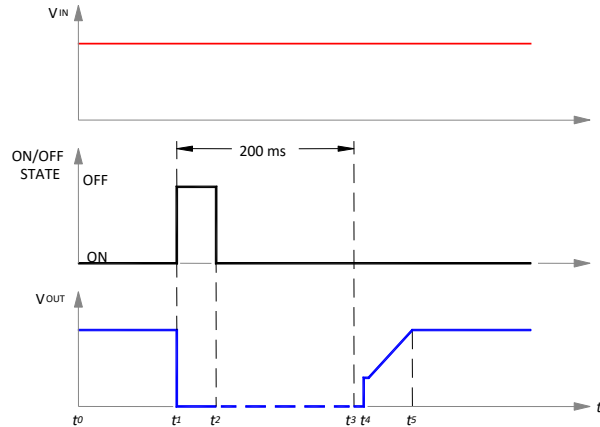 VIN
200 ms
ON/OFF
STATE
OFF
ON
VOUT
t0 t1 t2 t3 t4 t5
t